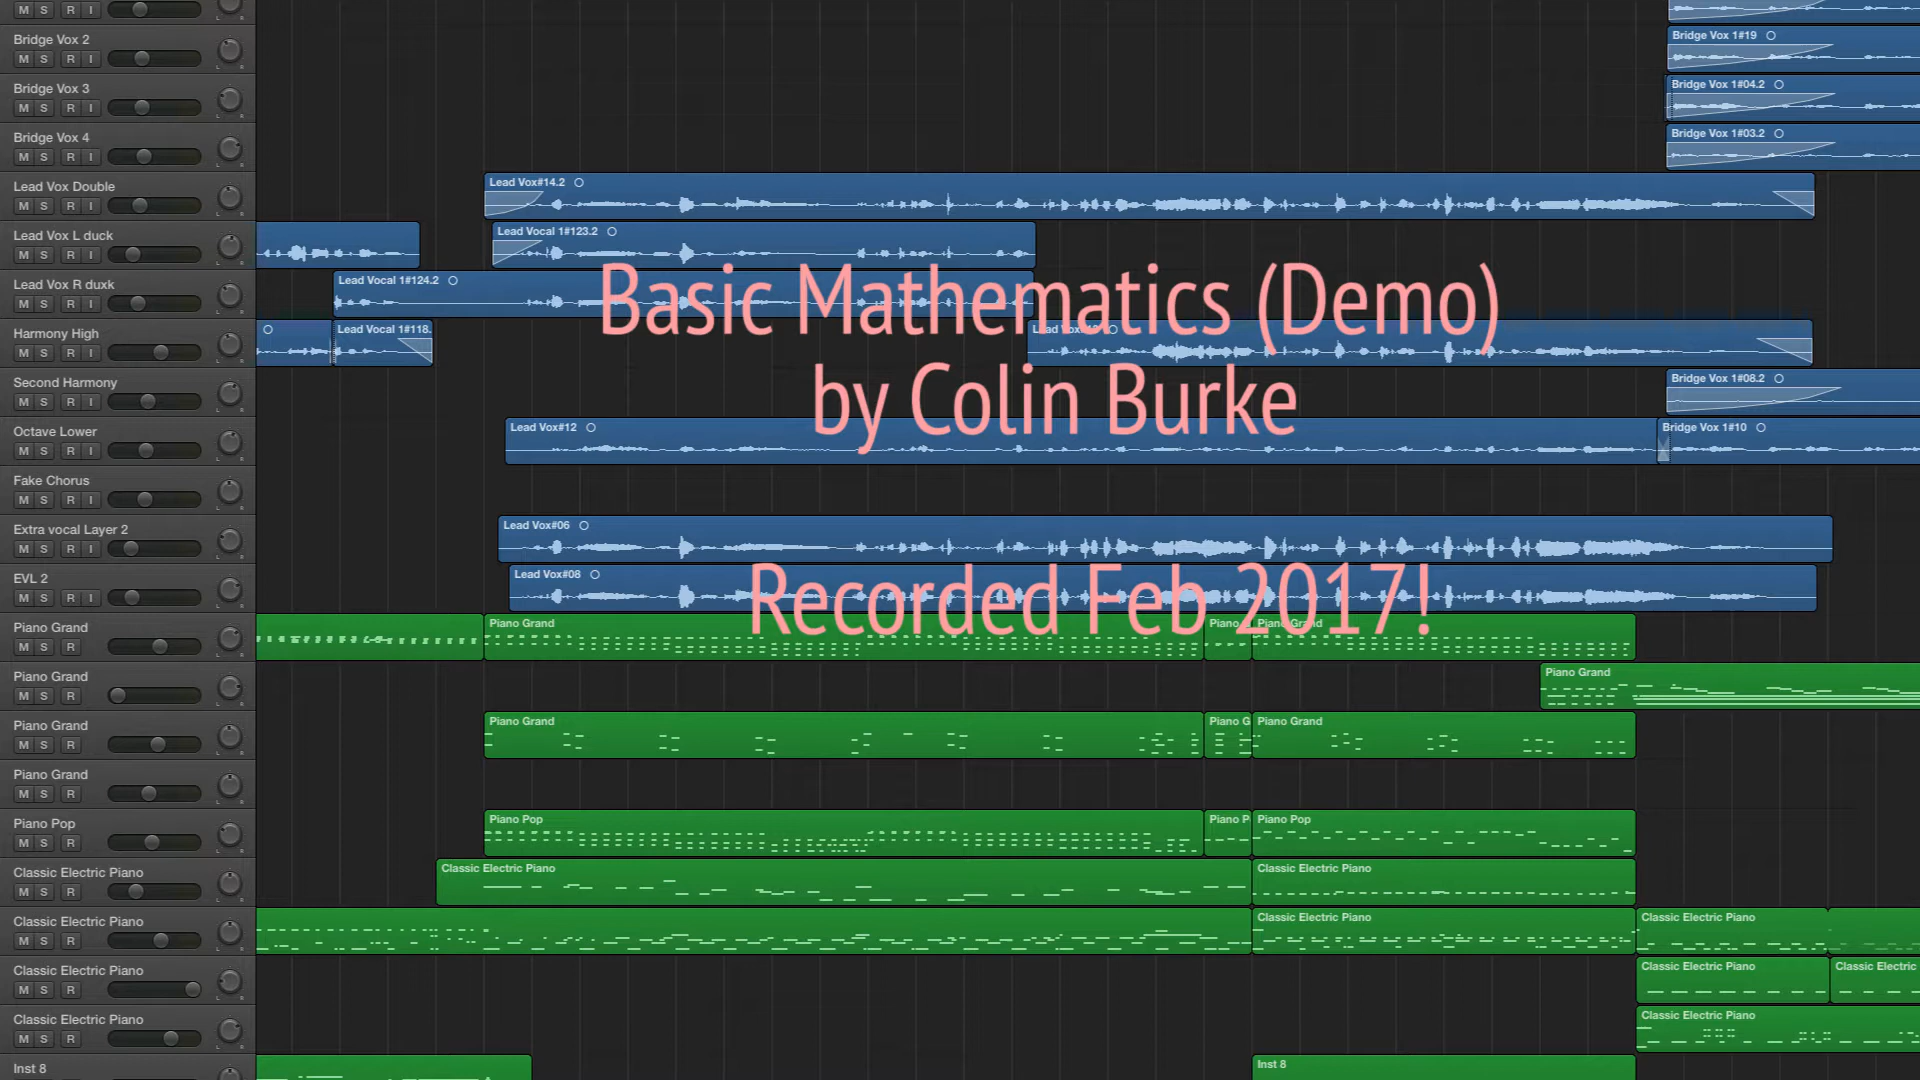 M S R I
Bridge Vox 2
M S R I
Bridge Vox 1#19
Bridge Vox 3
M S R I
Bridge Vox 1#04.2
Bridge Vox 4
M S R I
Bridge Vox 1#03.2
Lead Vox Double
M S R I
Lead Vox#14.2
Lead Vox L duck
M S R I
Lead Vocal 1#123.2
Lead Vox R duxk
M S R I
Lead Vocal 1#124.2
Basic Mathematics (Demo)
by Colin Burke
Recorded Feb 2017!
Harmony High
M S R I
Lead Vocal 1#118.
Second Harmony
M S R I
Bridge Vox 1#08.2
Octave Lower
M S R I
Lead Vox#12
Bridge Vox 1#10
Fake Chorus
M S R I
Extra vocal Layer 2
M S R I
Lead Vox#06
EVL 2
M S R I
Lead Vox#08
Piano Grand
M S R
Piano Grand
Piano
Piano Grand
Piano Grand
M S R
Piano Grand
Piano Grand
M S R
Piano Grand
Piano G
Piano Grand
Piano Grand
M S R
Piano Pop
M S R
Piano Pop
Piano P
Piano Pop
Classic Electric Piano
M S R
Classic Electric Piano
Classic Electric Piano
Classic Electric Piano
M S R
Classic Electric Piano
Classic Electric Piano
Classic Electric Piano
M S R
Classic Electric Piano
Classic Electric
Classic Electric Piano
M S R
Classic Electric Piano
Inst 8
Inst 8